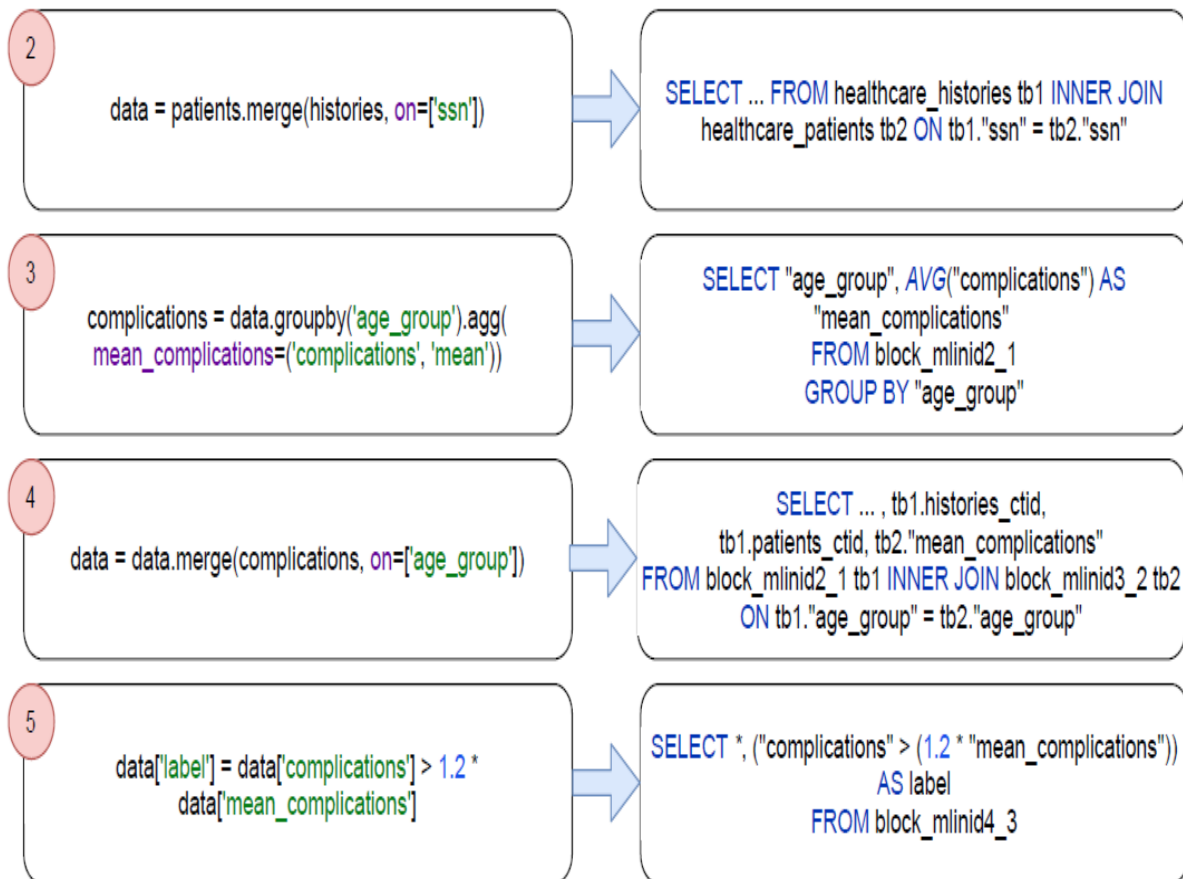 2
data = patients.merge(histories, on=['ssn'])
SELECT ... FROM healthcare_histories tb1 INNER JOIN
healthcare_patients tb2 ON tb1."ssn" = tb2."ssn"
3
complications = data.groupby('age_group').agg(
mean_complications=('complications', 'mean'))
SELECT "age_group", AVG("complications") AS
"mean_complications"
FROM block_mlinid2_1
GROUP BY "age_group"
4
data = data.merge(complications, on=['age_group'])
SELECT ... , tb1.histories_ctid,
tb1.patients_ctid, tb2."mean_complications"
FROM block_mlinid2_1 tb1 INNER JOIN block_mlinid3_2 tb2
ON tb1."age_group" = tb2."age_group"
5
data['label'] = data['complications'] > 1.2 *
data['mean_complications']
SELECT *, ("complications" > (1.2 * "mean_complications"))
AS label
FROM block_mlinid4_3